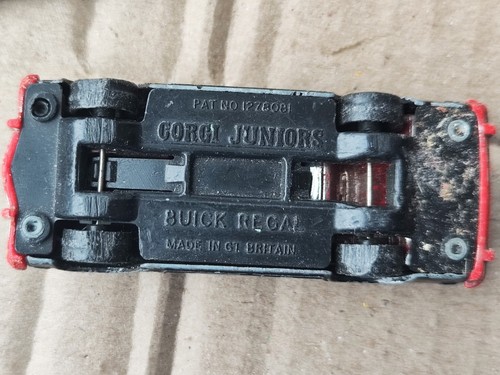 PAT NO 1276081
CORGI JUNIORS
BUICK REGAL
MADE IN GT. BRITAIN